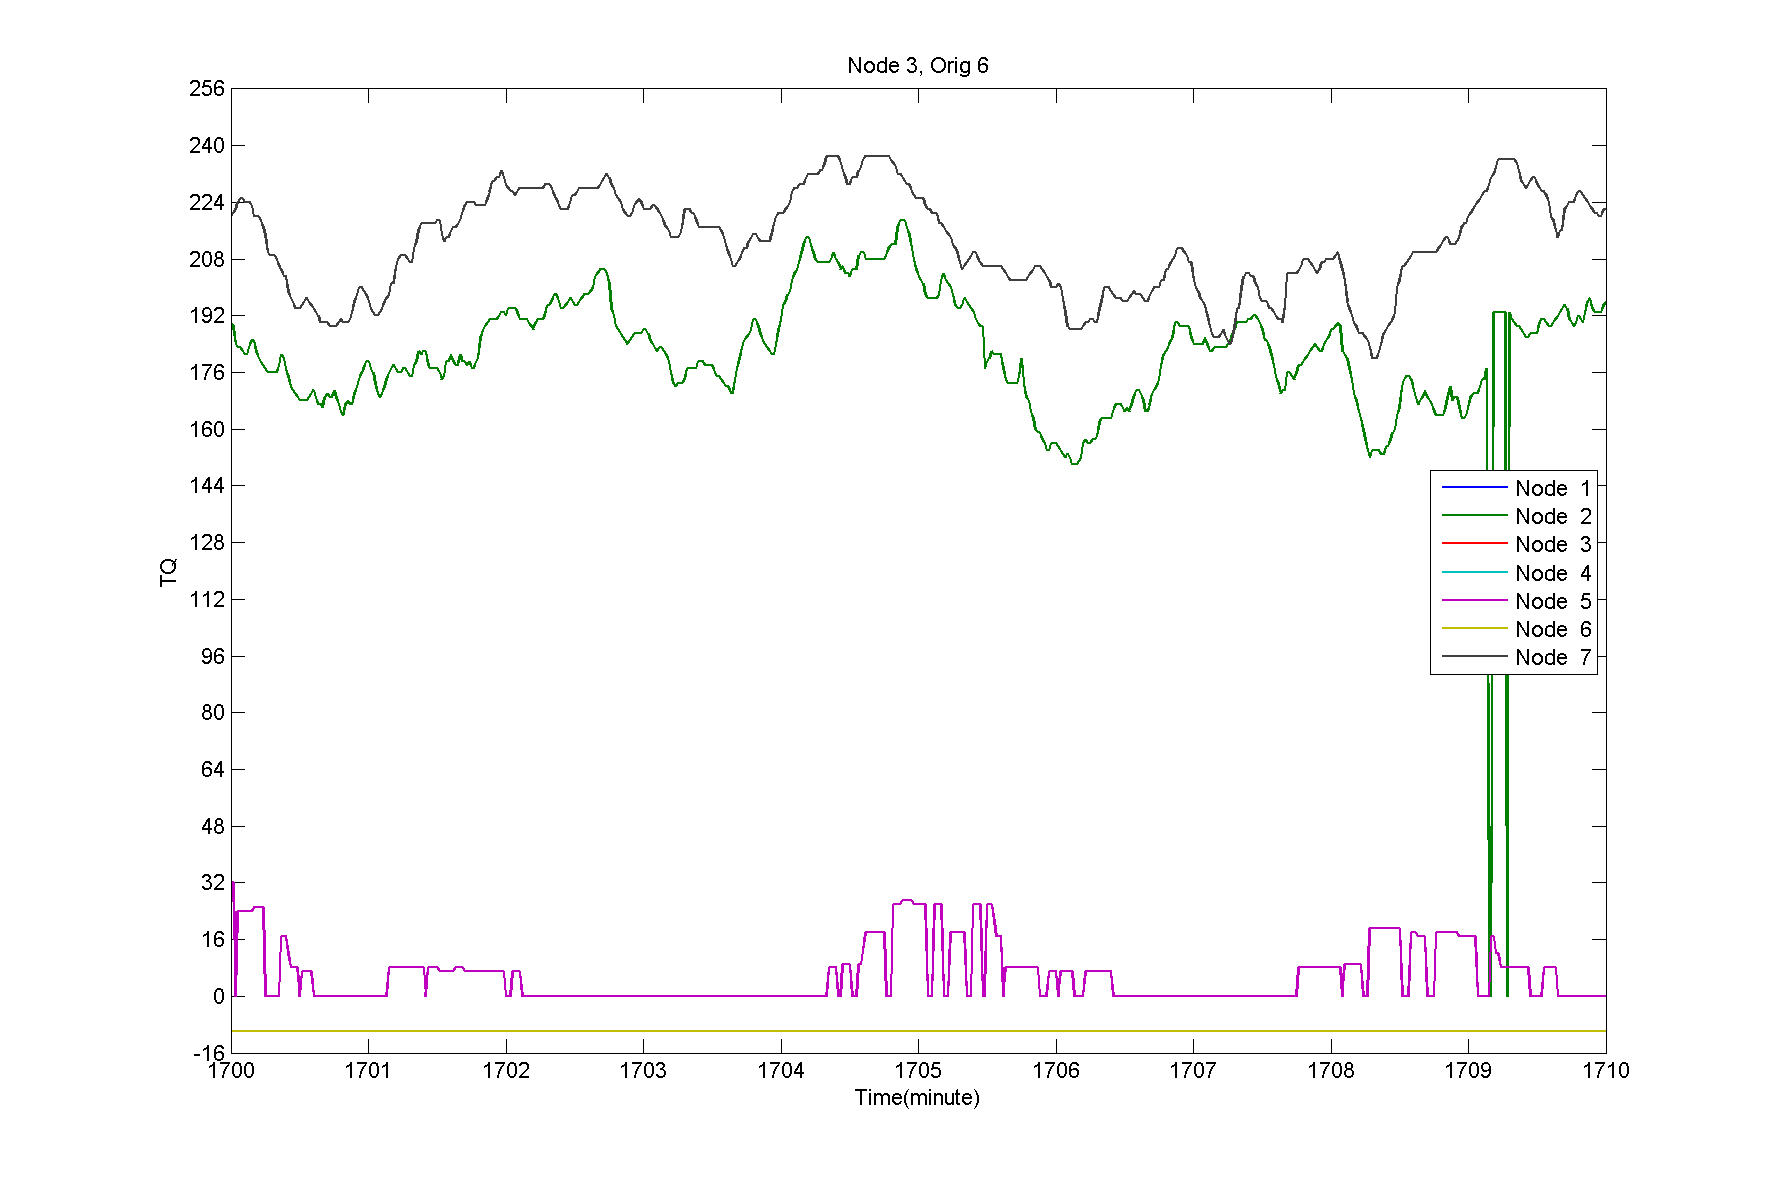 Node 3, Orig 6
256
240
224
208
192
176
160
144
128
112
96
80
64
48
32
16
0
-16
TQ
Node 1
Node 2
Node 3
Node 4
Node 5
Node 6
Node 7
1700 1701 1702 1703 1704 1705 1706 1707 1708 1709 1710
Time(minute)